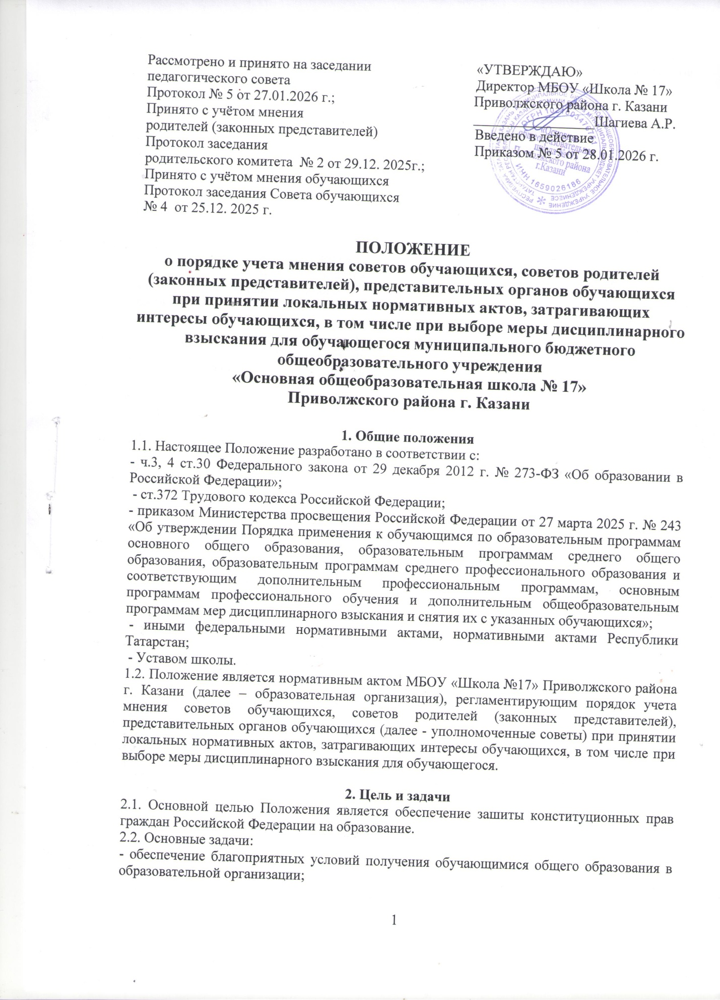 Рассмотрено и принято на заседании
педагогического совета
Протокол № 5 от 27.01.2026 г.;
Принято с учётом мнения
родителей (законных представителей)
Протокол заседания
родительского комитета № 2 от 29.12. 2025г.;
Принято с учётом мнения обучающихся
Протокол заседания Совета обучающихся
№ 4 от 25.12. 2025 г.
«УТВЕРЖДАЮ»
Директор МБОУ «Школа № 17»
Приволжского района г. Казани
Шагиева А.Р.
Введено в действие
Приказом № 5 от 28.01.2026 г.
«Основная
общеобразовательная
школа № 17»
Приволжского района
г.Казани
ИНН 1659026186
ПОЛОЖЕНИЕ
о порядке учета мнения советов обучающихся, советов родителей
(законных представителей), представительных органов обучающихся
при принятии локальных нормативных актов, затрагивающих
интересы обучающихся, в том числе при выборе меры дисциплинарного
взыскания для обучающегося муниципального бюджетного
общеобразовательного учреждения
«Основная общеобразовательная школа № 17»
Приволжского района г. Казани
1. Общие положения
1.1. Настоящее Положение разработано в соответствии с:
- ч.3, 4 ст.30 Федерального закона от 29 декабря 2012 г. № 273-ФЗ «Об образовании в
Российской Федерации»;
- ст.372 Трудового кодекса Российской Федерации;
- приказом Министерства просвещения Российской Федерации от 27 марта 2025 г. № 243
«Об утверждении Порядка применения к обучающимся по образовательным программам
основного общего образования, образовательным программам среднего общего
образования, образовательным программам среднего профессионального образования и
соответствующим дополнительным профессиональным программам, основным
программам профессионального обучения и дополнительным общеобразовательным
программам мер дисциплинарного взыскания и снятия их с указанных обучающихся»;
- иными федеральными нормативными актами, нормативными актами Республики
Татарстан;
- Уставом школы.
1.2. Положение является нормативным актом МБОУ «Школа №17» Приволжского района
г. Казани (далее – образовательная организация), регламентирующим порядок учета
мнения советов обучающихся, советов родителей (законных представителей),
представительных органов обучающихся (далее - уполномоченные советы) при принятии
локальных нормативных актов, затрагивающих интересы обучающихся, в том числе при
выборе меры дисциплинарного взыскания для обучающегося.
2. Цель и задачи
2.1. Основной целью Положения является обеспечение зашиты конституционных прав
граждан Российской Федерации на образование.
2.2. Основные задачи:
- обеспечение благоприятных условий получения обучающимися общего образования в
образовательной организации;
1